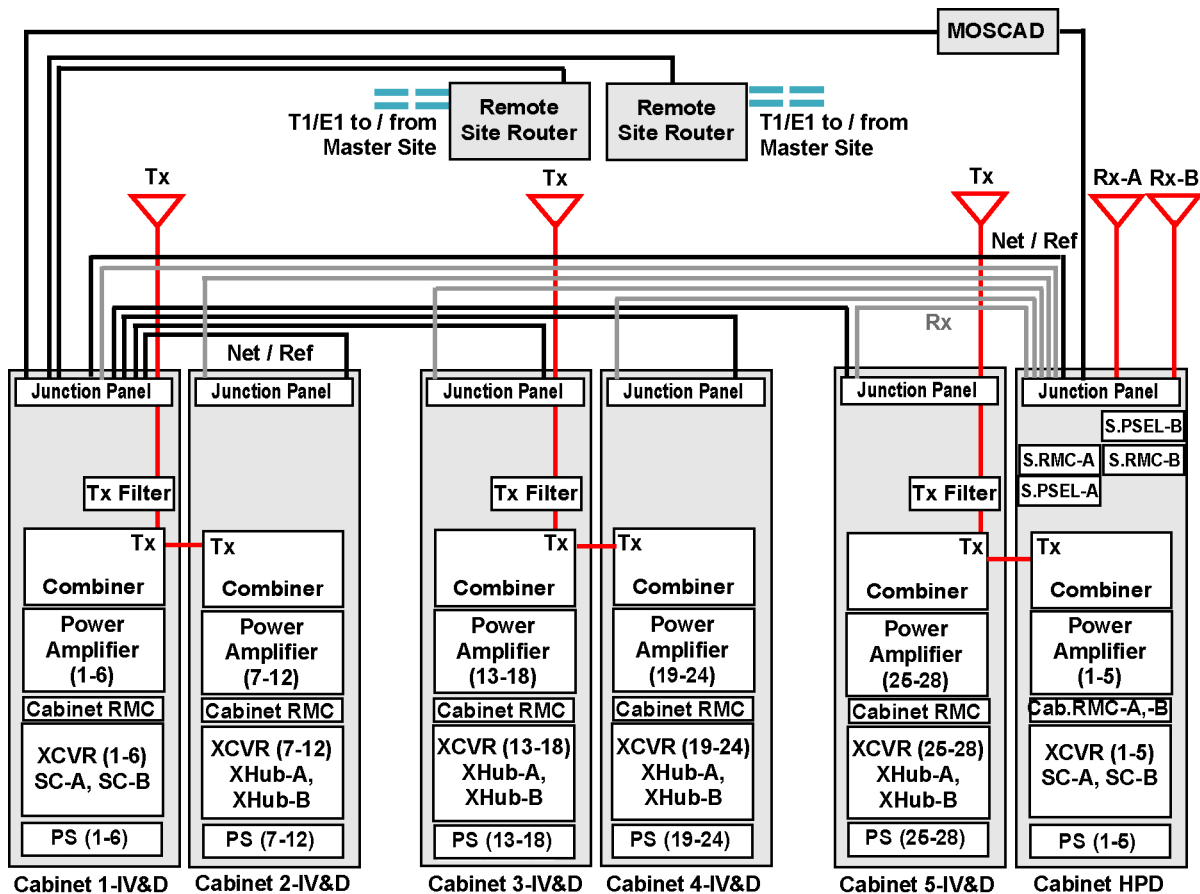 MOSCAD
Remote
Site Router
Remote
Site Router
T1/E1 to / from
Master Site
T1/E1 to / from
Master Site
Tx
Tx
Tx
Rx-A
Rx-B
Net / Ref
Rx
Net / Ref
Junction Panel
Junction Panel
Junction Panel
Junction Panel
Junction Panel
Junction Panel
S.PSEL-B
S.RMC-A
S.RMC-B
S.PSEL-A
Tx Filter
Tx Filter
Tx Filter
Tx
Combiner
Power
Amplifier
(1-6)
Cabinet RMC
XCVR (1-6)
SC-A, SC-B
PS (1-6)
Cabinet 1-IV&D
Tx
Combiner
Power
Amplifier
(7-12)
Cabinet RMC
XCVR (7-12)
XHub-A,
XHub-B
PS (7-12)
Cabinet 2-IV&D
Tx
Combiner
Power
Amplifier
(13-18)
Cabinet RMC
XCVR (13-18)
XHub-A,
XHub-B
PS (13-18)
Cabinet 3-IV&D
Tx
Combiner
Power
Amplifier
(19-24)
Cabinet RMC
XCVR (19-24)
XHub-A,
XHub-B
PS (19-24)
Cabinet 4-IV&D
Tx
Combiner
Power
Amplifier
(25-28)
Cabinet RMC
XCVR (25-28)
XHub-A,
XHub-B
PS (25-28)
Cabinet 5-IV&D
Tx
Combiner
Power
Amplifier
(1-5)
Cab.RMC-A,-B
XCVR (1-5)
SC-A, SC-B
PS (1-5)
Cabinet HPD